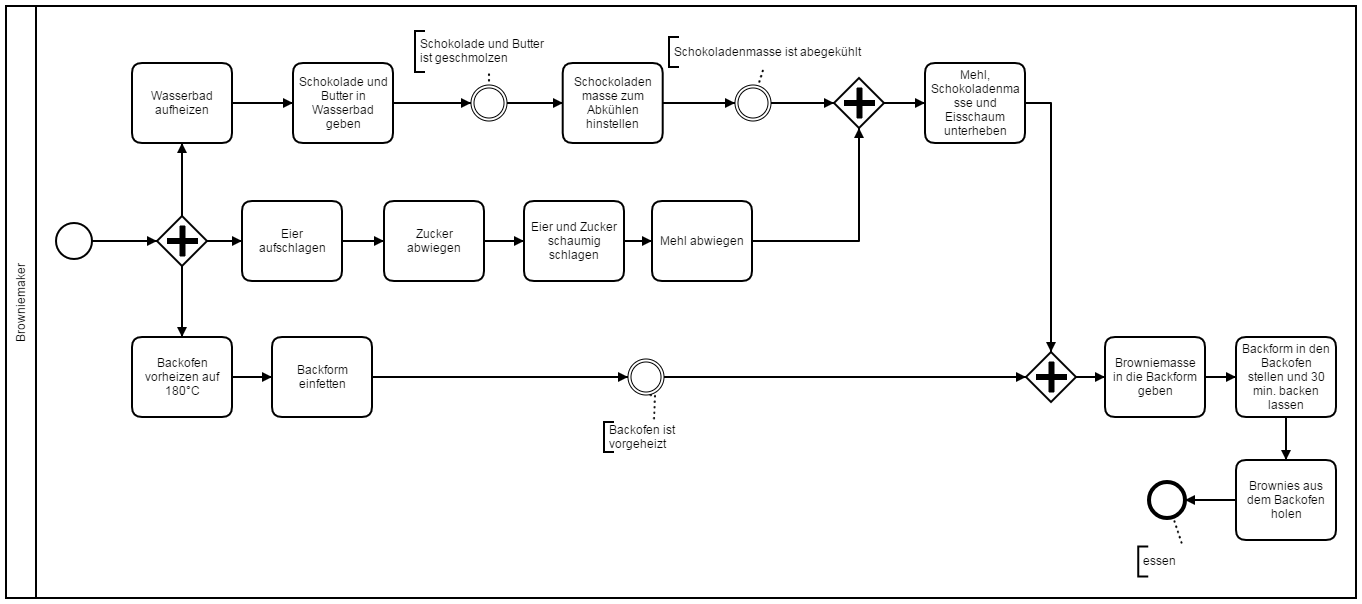 Browniemaker
Schokolade und Butter
ist geschmolzen
Schokoladenmasse ist abegekühlt
Wasserbad
aufheizen
Schokolade und
Butter in
Wasserbad
geben
Schockoladen
masse zum
Abkühlen
hinstellen
Mehl,
Schokoladenma
sse und
Eisschaum
unterheben
Eier
aufschlagen
Zucker
abwiegen
Eier und Zucker
schaumig
schlagen
Mehl abwiegen
Backofen
vorheizen auf
180°C
Backform
einfetten
Backofen ist
vorgeheizt
Browniemasse
in die Backform
geben
Backform in den
Backofen
stellen und 30
min. backen
lassen
Brownies aus
dem Backofen
holen
essen